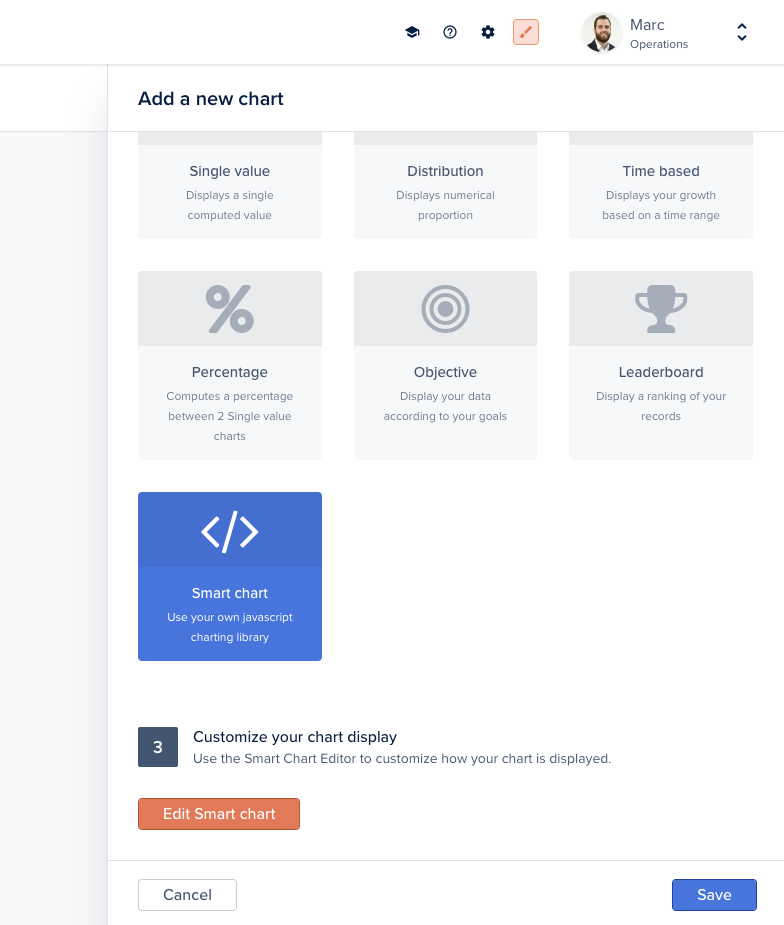 Marc
Operations
Add a new chart
Single value
Displays a single
computed value
Distribution
Displays numerical
proportion
Time based
Displays your growth
based on a time range
Percentage
Computes a percentage
between 2 Single value
charts
Objective
Display your data
according to your goals
Leaderboard
Display a ranking of your
records
Smart chart
Use your own javascript
charting library
3
Customize your chart display
Use the Smart Chart Editor to customize how your chart is displayed.
Edit Smart chart
Cancel
Save